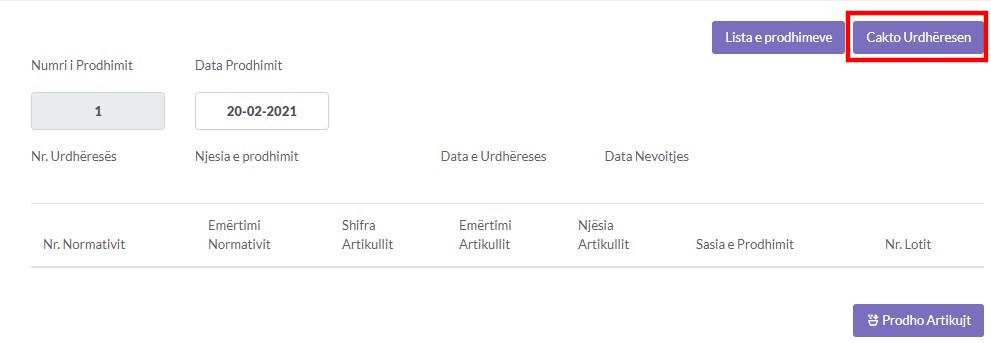 Lista e prodhimeve
Cakto Urdhëresen
Numri i Prodhimit
Data Prodhimit
1
20-02-2021
Nr. Urdhëresës
Njesia e prodhimit
Data e Urdhëreses
Data Nevoitjes
Nr. Normativit
Emërtimi
Normativit
Shifra
Artikullit
Emërtimi
Artikullit
Njësia
Artikullit
Sasia e Prodhimit
Nr. Lotit
Prodho Artikujt